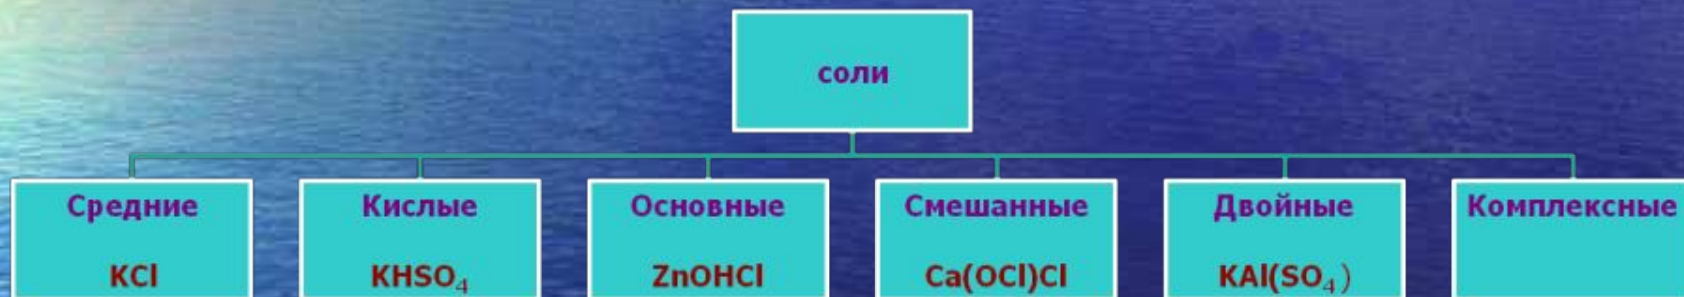 соли
Средние
KCl
Кислые
KHSO₄
Основные
ZnOHCl
Смешанные
Ca(OCl)Cl
Двойные
KAl(SO₄)
Комплексные